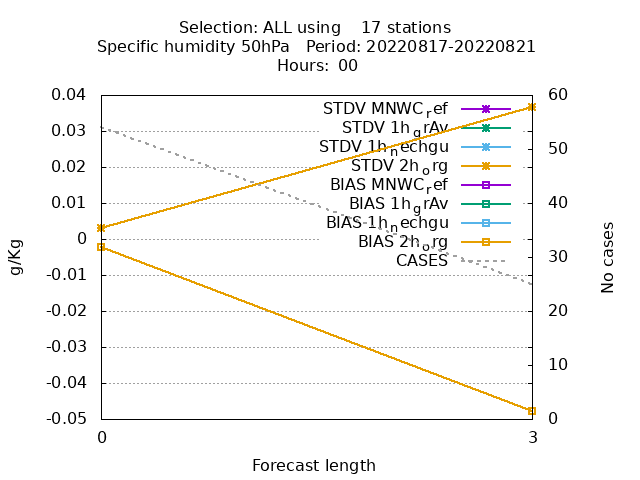 Selection: ALL using    17 stations
Specific humidity 50hPa   Period: 20220817-20220821
Hours: 00
0.04
0.03
0.02
0.01
0
-0.01
-0.02
-0.03
-0.04
-0.05
g/Kg
STDV MNWC_ref
STDV 1h_grAv
STDV 1h_nechgu
STDV 2h_org
BIAS MNWC_ref
BIAS 1h_grAv
BIAS 1h_nechgu
BIAS 2h_org
CASES
60
50
40
30
20
10
0
No cases
0
3
Forecast length